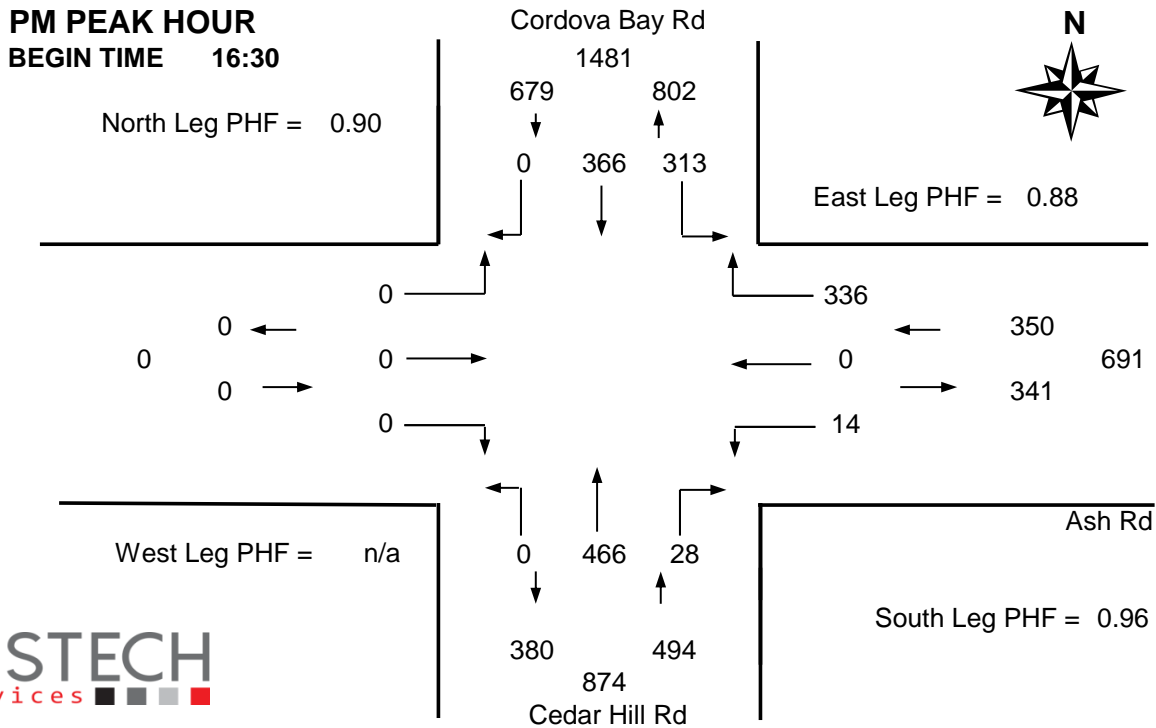 PM PEAK HOUR
BEGIN TIME 16:30
Cordova Bay Rd
1481
N
679 802
North Leg PHF = 0.90
0 366 313
East Leg PHF = 0.88
0 336
0 350
0 0 0 691
0 341
0 14
Ash Rd
West Leg PHF = n/a
0 466 28
South Leg PHF = 0.96
380 494
874
Cedar Hill Rd
STECH
vices